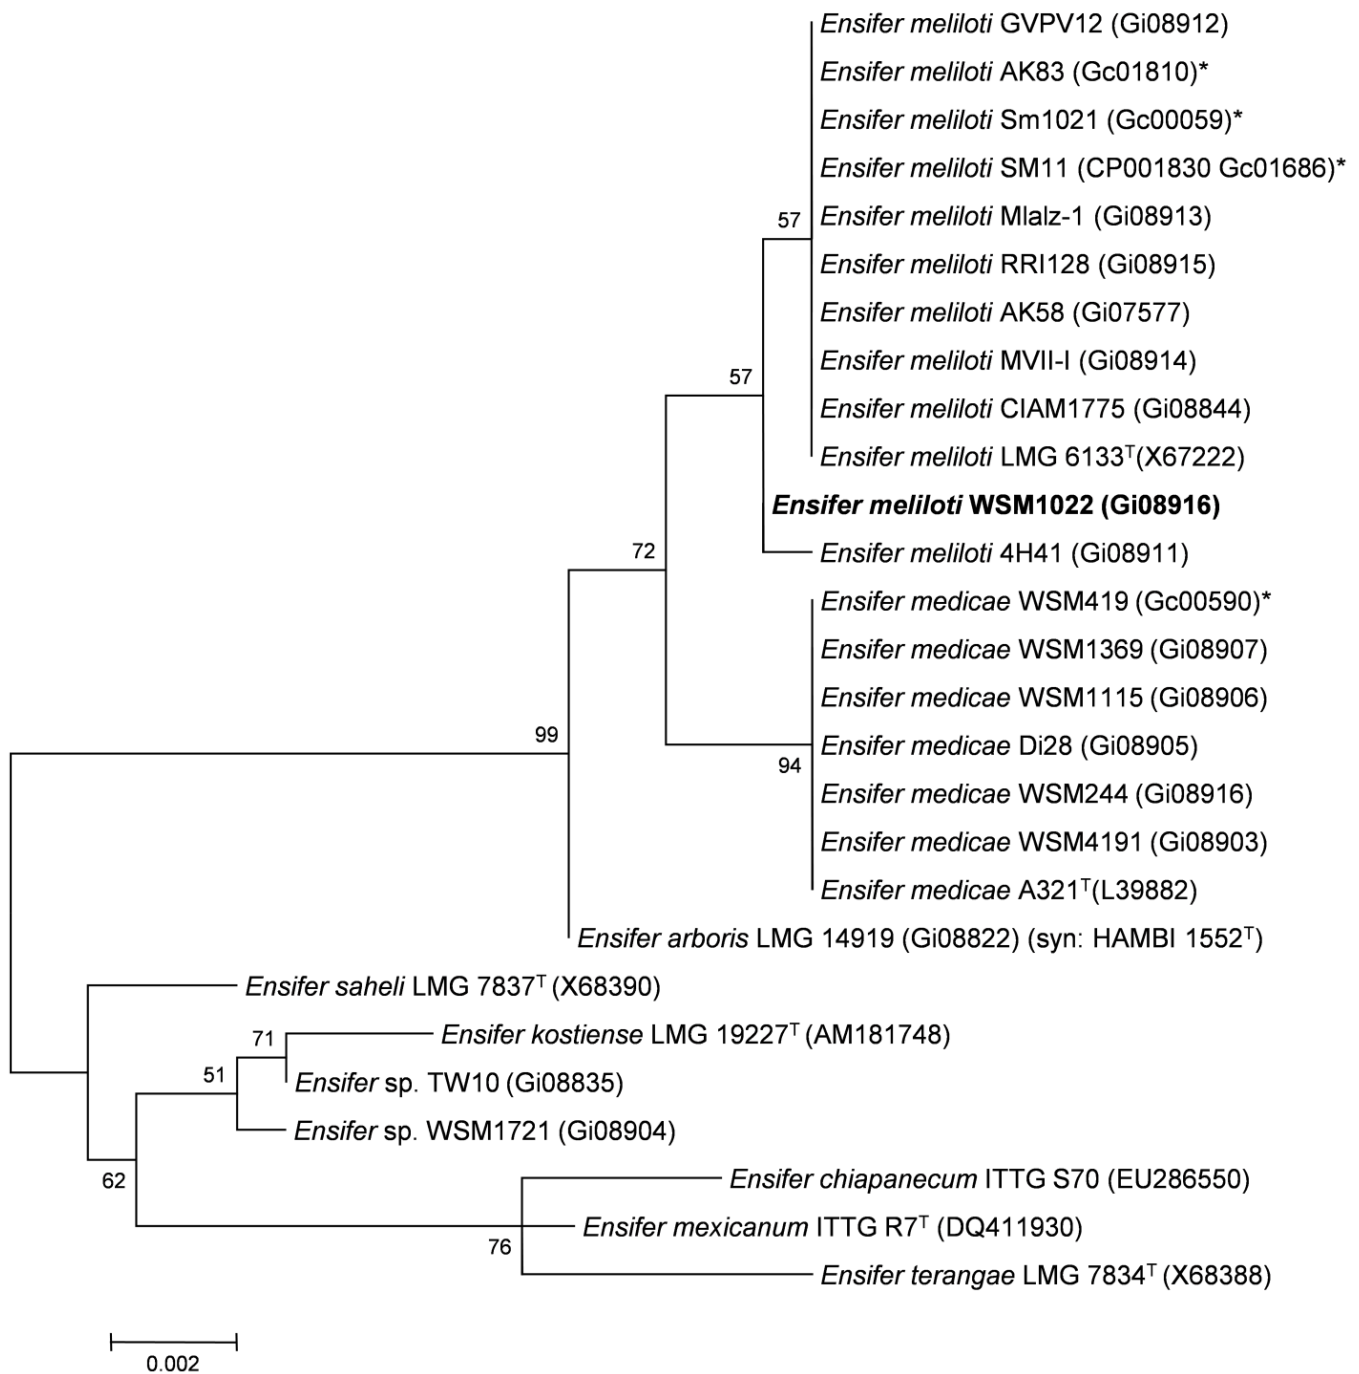 Ensifer meliloti GVPV12 (Gi08912)
Ensifer meliloti AK83 (Gc01810)*
Ensifer meliloti Sm1021 (Gc00059)*
Ensifer meliloti SM11 (CP001830 Gc01686)*
57
Ensifer meliloti Mlalz-1 (Gi08913)
Ensifer meliloti RRI128 (Gi08915)
Ensifer meliloti AK58 (Gi07577)
Ensifer meliloti MVII-I (Gi08914)
57
Ensifer meliloti CIAM1775 (Gi08844)
Ensifer meliloti LMG 6133ᵀ(X67222)
Ensifer meliloti WSM1022 (Gi08916)
72
Ensifer meliloti 4H41 (Gi08911)
Ensifer medicae WSM419 (Gc00590)*
Ensifer medicae WSM1369 (Gi08907)
Ensifer medicae WSM1115 (Gi08906)
99
Ensifer medicae Di28 (Gi08905)
94
Ensifer medicae WSM244 (Gi08916)
Ensifer medicae WSM4191 (Gi08903)
Ensifer medicae A321ᵀ(L39882)
Ensifer arboris LMG 14919 (Gi08822) (syn: HAMBI 1552ᵀ)
Ensifer saheli LMG 7837ᵀ (X68390)
71
Ensifer kostiense LMG 19227ᵀ (AM181748)
51
Ensifer sp. TW10 (Gi08835)
Ensifer sp. WSM1721 (Gi08904)
62
Ensifer chiapanecum ITTG S70 (EU286550)
Ensifer mexicanum ITTG R7ᵀ (DQ411930)
76
Ensifer terangae LMG 7834ᵀ (X68388)
0.002